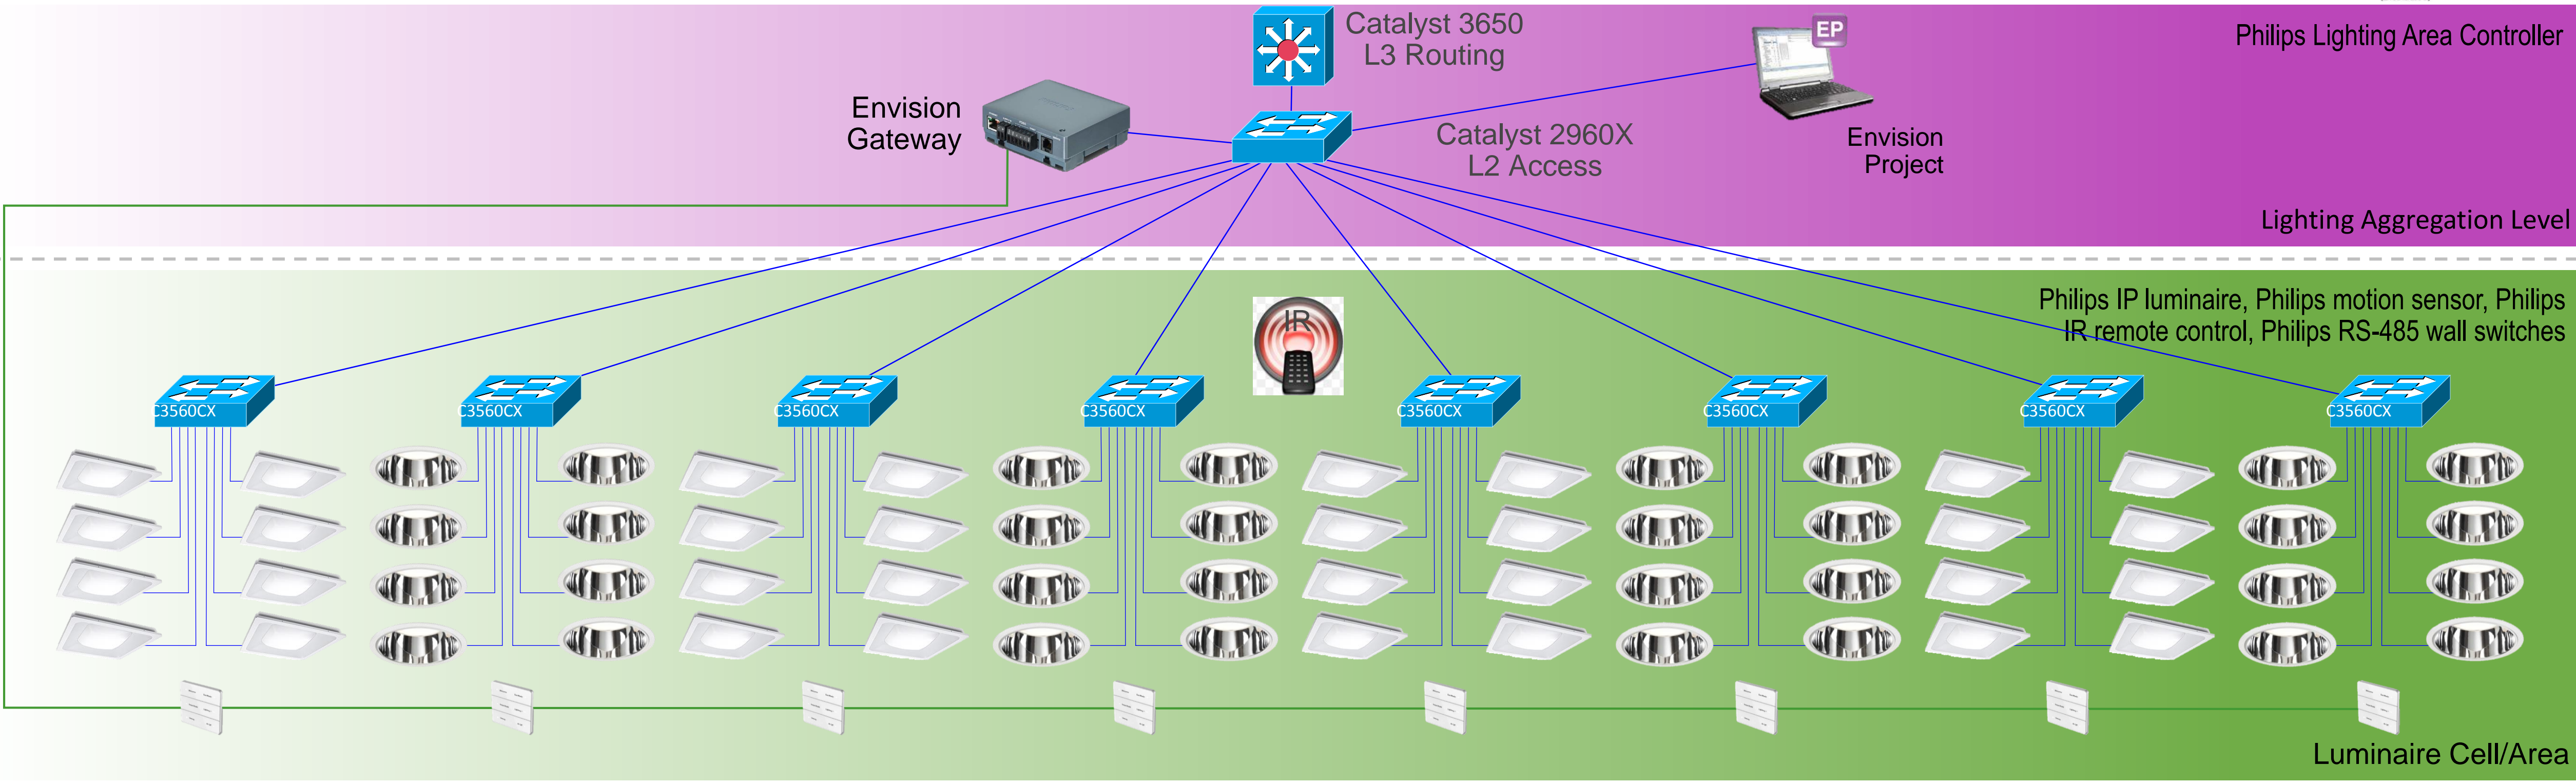 Catalyst 3650
L3 Routing
EP
Philips Lighting Area Controller
Envision
Gateway
Catalyst 2960X
L2 Access
Envision
Project
Lighting Aggregation Level
Philips IP luminaire, Philips motion sensor, Philips
IR remote control, Philips RS-485 wall switches
IR
C3560CX
C3560CX
C3560CX
C3560CX
C3560CX
C3560CX
C3560CX
C3560CX
Luminaire Cell/Area